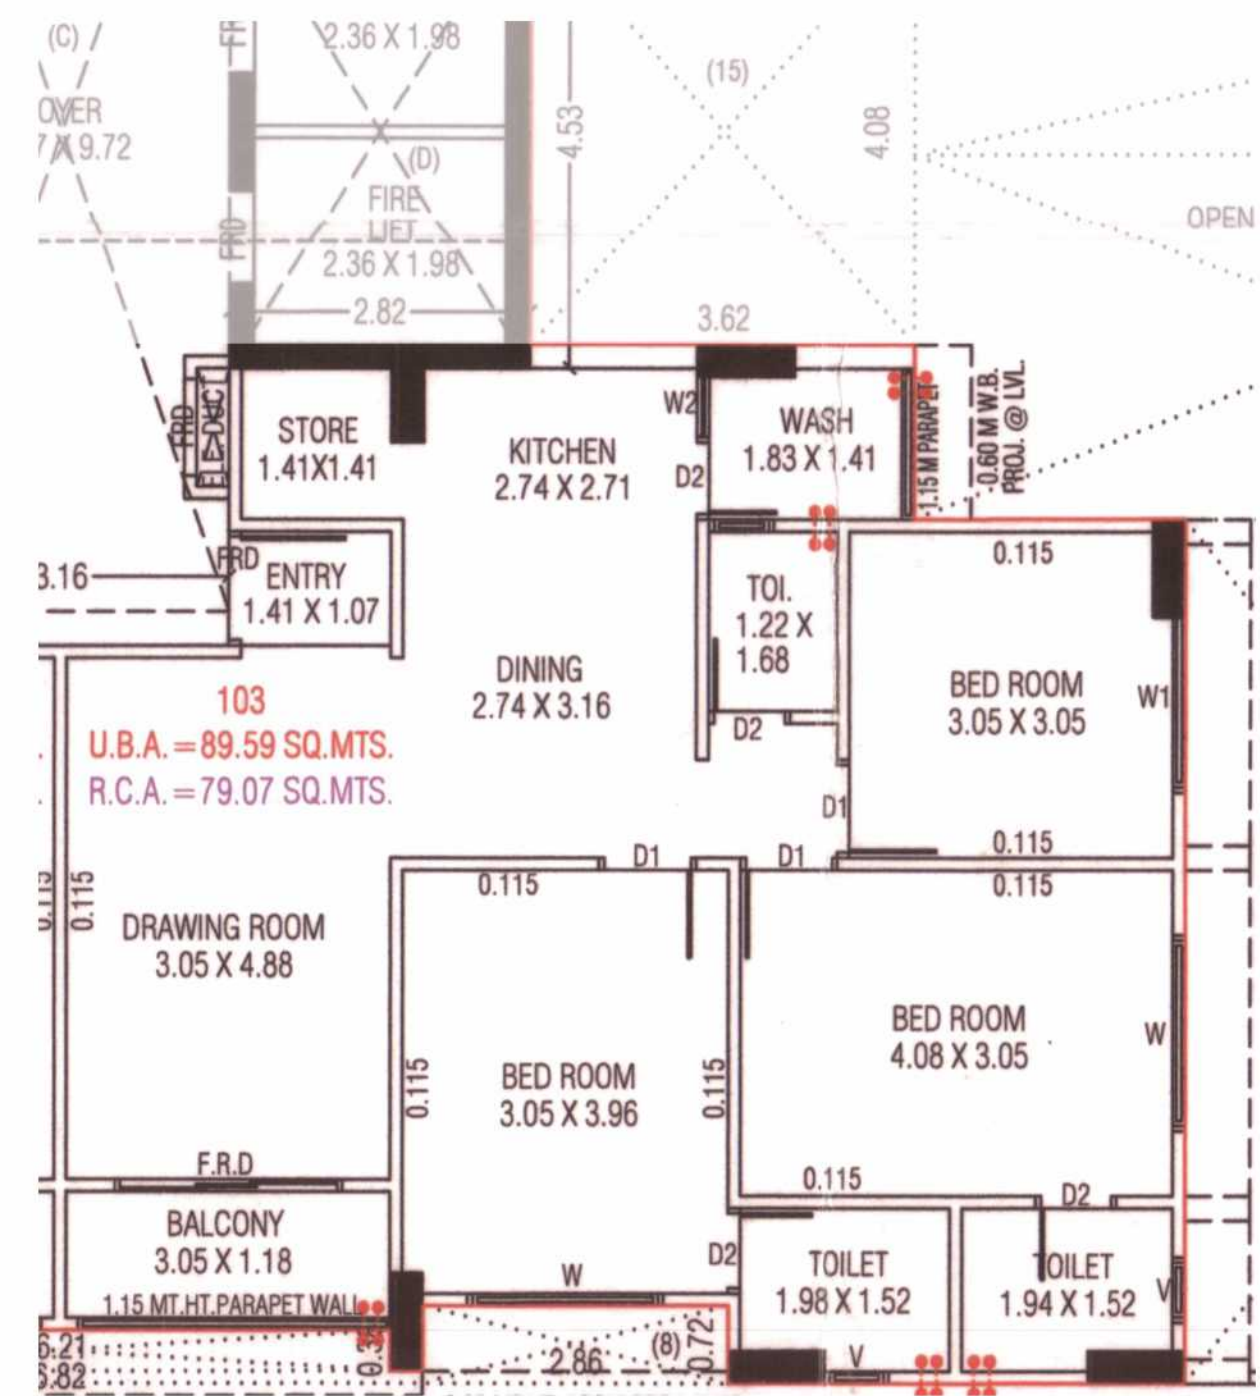 (C)
2.36 X 1.98
(15)
4.53
4.08
9.72
(D)
FIRE
LIFT
FRD
2.36 X 1.98
OPEN
2.82
3.62
FRD
ELE. DUCT
STORE
1.41X1.41
KITCHEN
2.74 X 2.71
W2
D2
WASH
1.83 X 1.41
1.15 M PARAPET
0.60 M W.B.
PROJ. @ LVL.
3.16
FRD
ENTRY
1.41 X 1.07
0.115
TOI.
1.22 X
1.68
D2
DINING
2.74 X 3.16
BED ROOM
3.05 X 3.05
W1
103
U.B.A. = 89.59 SQ.MTS.
R.C.A. = 79.07 SQ.MTS.
D1
0.115
D1
D1
0.115
0.115
0.115
0.115
DRAWING ROOM
3.05 X 4.88
BED ROOM
4.08 X 3.05
W
BED ROOM
3.05 X 3.96
0.115
0.115
F.R.D
0.115
D2
BALCONY
3.05 X 1.18
1.15 MT.HT.PARAPET WALL
D2
W
TOILET
1.98 X 1.52
TOILET
1.94 X 1.52
V
V
(8)
0.72
2.86